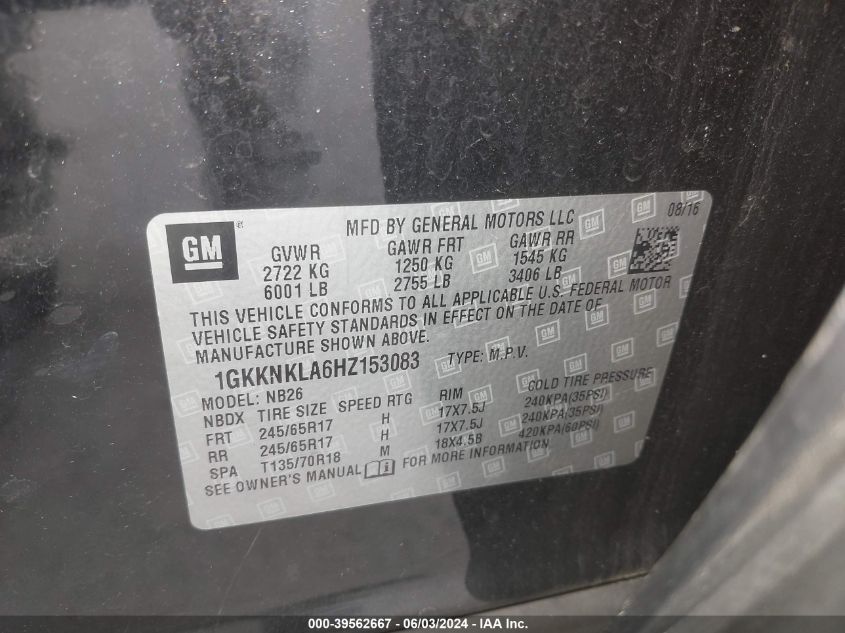 GM
MFD BY GENERAL MOTORS LLC 08/16
GVWR GAWR FRT GAWR RR
2722 KG 1250 KG 1545 KG
6001 LB 2755 LB 3406 LB
THIS VEHICLE CONFORMS TO ALL APPLICABLE U.S. FEDERAL MOTOR
VEHICLE SAFETY STANDARDS IN EFFECT ON THE DATE OF
MANUFACTURE SHOWN ABOVE.
1GKKNKLA6HZ153083 TYPE: M.P.V.
MODEL: NB26
NBDX TIRE SIZE SPEED RTG RIM COLD TIRE PRESSURE
FRT 245/65R17 H 17X7.5J 240KPA(35PSI)
RR 245/65R17 H 17X7.5J 240KPA(35PSI)
SPA T135/70R18 M 18X4.5B 420KPA(60PSI)
SEE OWNER'S MANUAL FOR MORE INFORMATION
000-39562667 - 06/03/2024 - IAA Inc.